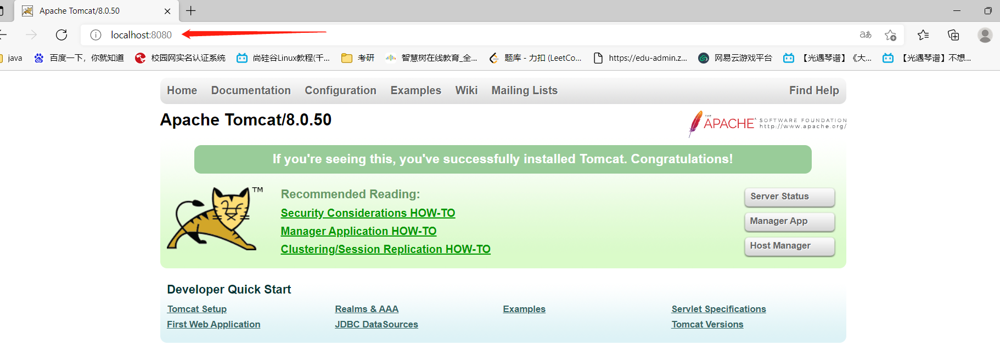 Apache Tomcat/8.0.50
localhost:8080
aあ
java 百度一下，你就知道 校园网实名认证系统 尚硅谷Linux教程(千... 考研 智慧树在线教育_全... 题库 - 力扣 (LeetCo... https://edu-admin.z... 网易云游戏平台 【光遇琴谱】《大... 【光遇琴谱】不想...
Home Documentation Configuration Examples Wiki Mailing Lists Find Help
Apache Tomcat/8.0.50
THE APACHE SOFTWARE FOUNDATION
http://www.apache.org/
If you're seeing this, you've successfully installed Tomcat. Congratulations!
TM
Recommended Reading:
Security Considerations HOW-TO
Manager Application HOW-TO
Clustering/Session Replication HOW-TO
Server Status
Manager App
Host Manager
Developer Quick Start
Tomcat Setup Realms & AAA Examples Servlet Specifications
First Web Application JDBC DataSources Tomcat Versions